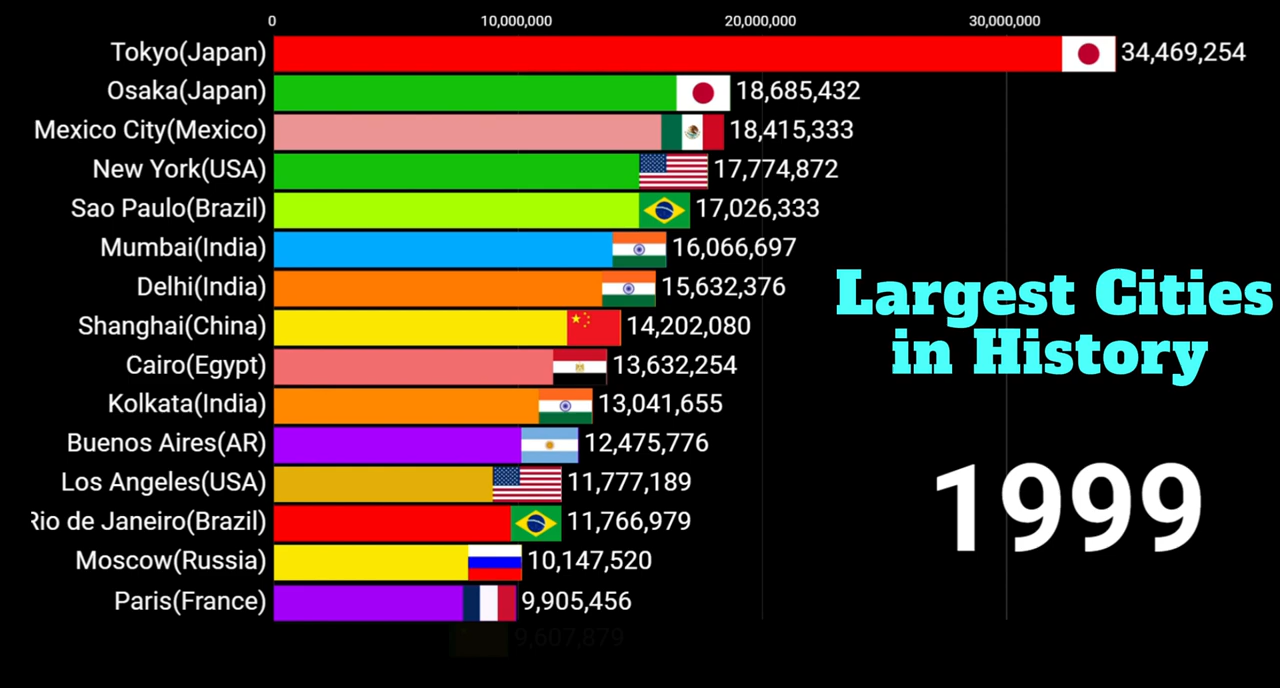 0 10,000,000 20,000,000 30,000,000
Tokyo(Japan) 34,469,254
Osaka(Japan) 18,685,432
Mexico City(Mexico) 18,415,333
New York(USA) 17,774,872
Sao Paulo(Brazil) 17,026,333
Mumbai(India) 16,066,697
Delhi(India) 15,632,376
Shanghai(China) 14,202,080
Cairo(Egypt) 13,632,254
Kolkata(India) 13,041,655
Buenos Aires(AR) 12,475,776
Los Angeles(USA) 11,777,189
Rio de Janeiro(Brazil) 11,766,979
Moscow(Russia) 10,147,520
Paris(France) 9,905,456
9,607,879
Largest Cities
in History
1999